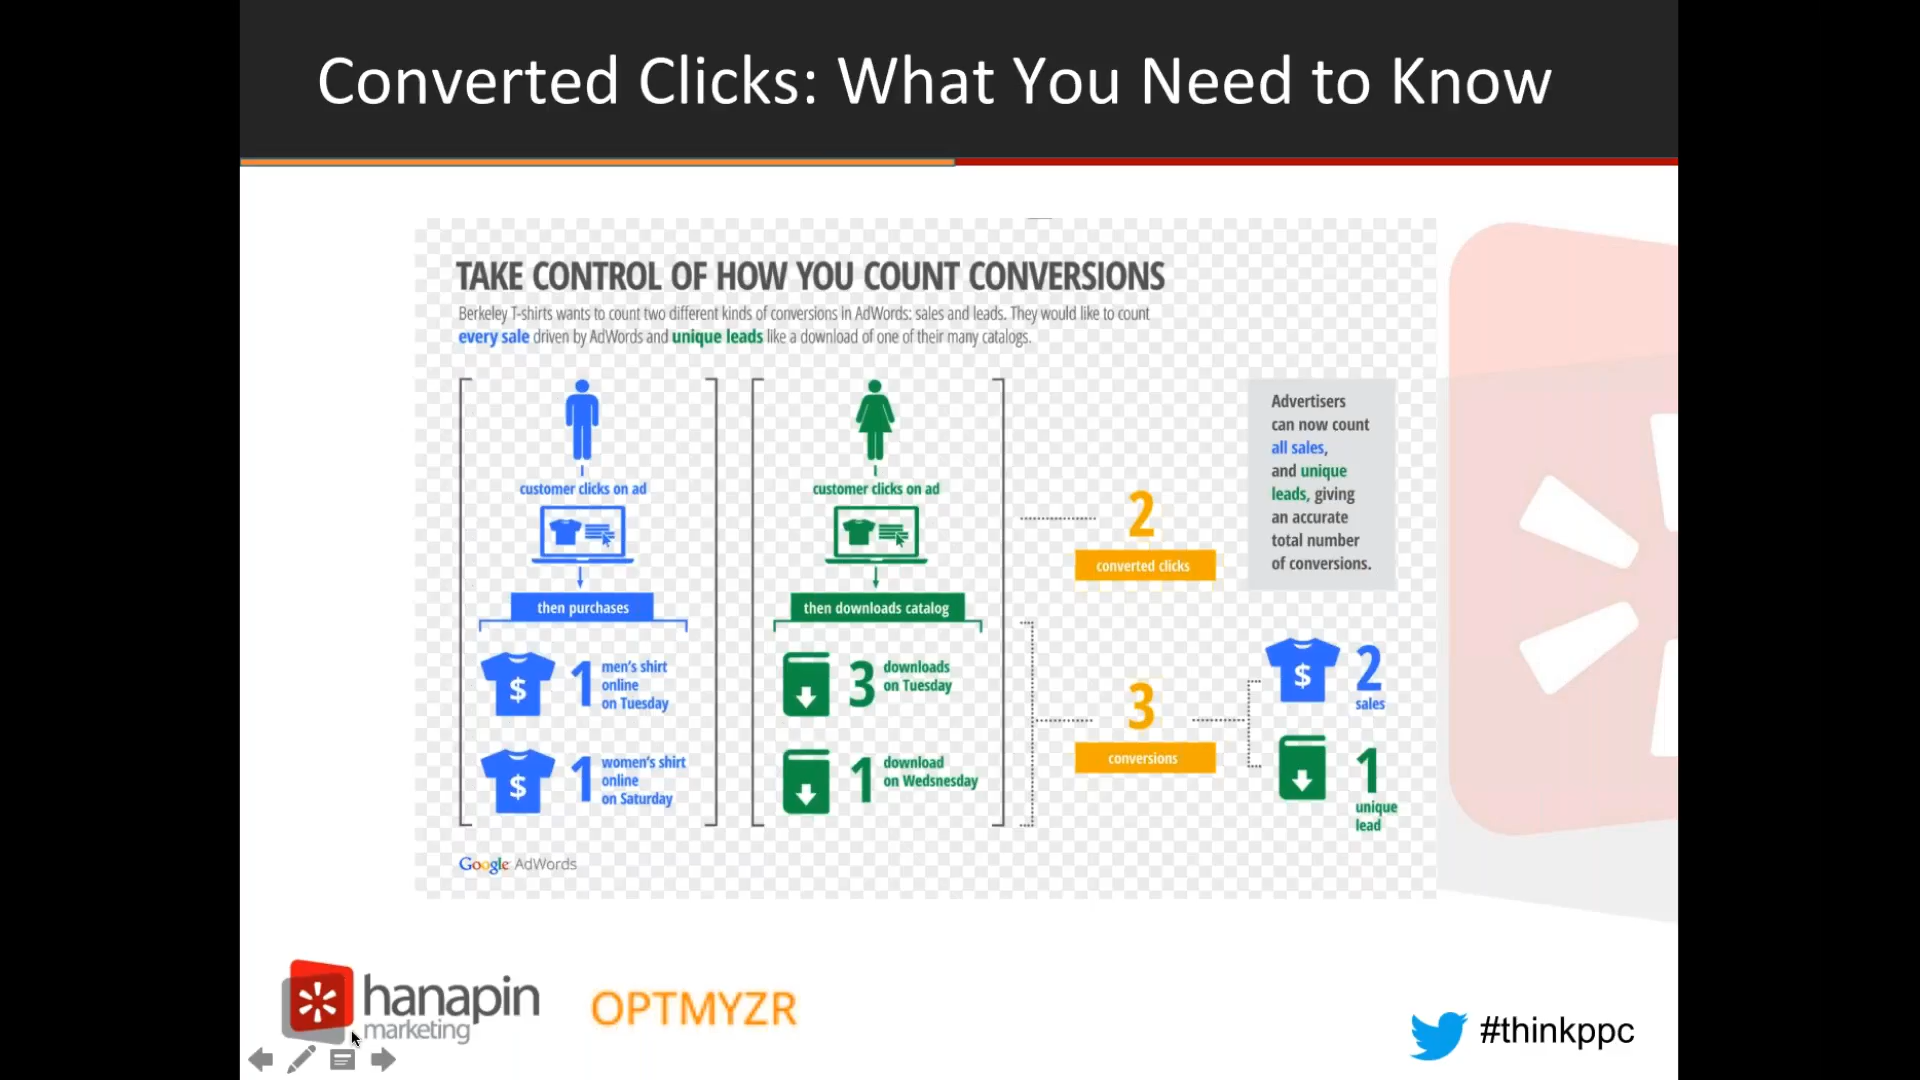 Converted Clicks: What You Need to Know
TAKE CONTROL OF HOW YOU COUNT CONVERSIONS
Berkeley T-shirts wants to count two different kinds of conversions in AdWords: sales and leads. They would like to count
every sale driven by AdWords and unique leads like a download of one of their many catalogs.
customer clicks on ad
then purchases
$
1
men's shirt
online
on Tuesday
$
1
women's shirt
online
on Saturday
customer clicks on ad
then downloads catalog
3
downloads
on Tuesday
1
download
on Wedsnesday
2
converted clicks
3
conversions
Advertisers
can now count
all sales,
and unique
leads, giving
an accurate
total number
of conversions.
$
2
sales
1
unique
lead
Google AdWords
hanapin
marketing
OPTMYZR
#thinkppc